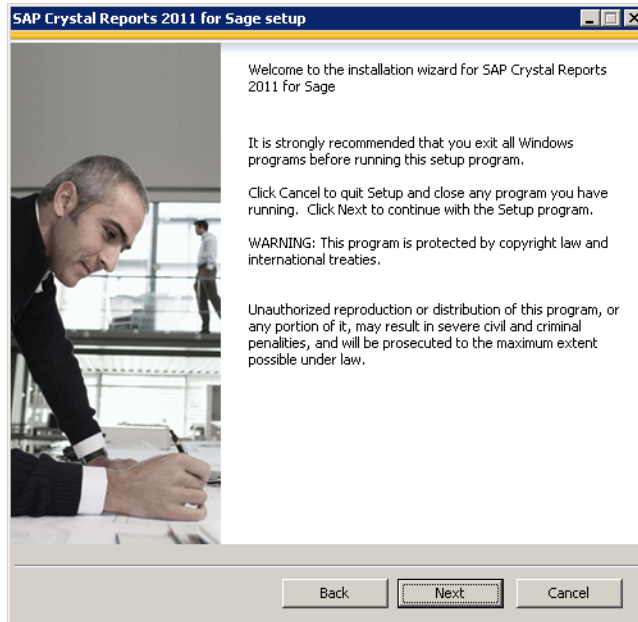 SAP Crystal Reports 2011 for Sage setup
Welcome to the installation wizard for SAP Crystal Reports
2011 for Sage
It is strongly recommended that you exit all Windows
programs before running this setup program.
Click Cancel to quit Setup and close any program you have
running.  Click Next to continue with the Setup program.
WARNING: This program is protected by copyright law and
international treaties.
Unauthorized reproduction or distribution of this program, or
any portion of it, may result in severe civil and criminal
penalities, and will be prosecuted to the maximum extent
possible under law.
Back
Next
Cancel